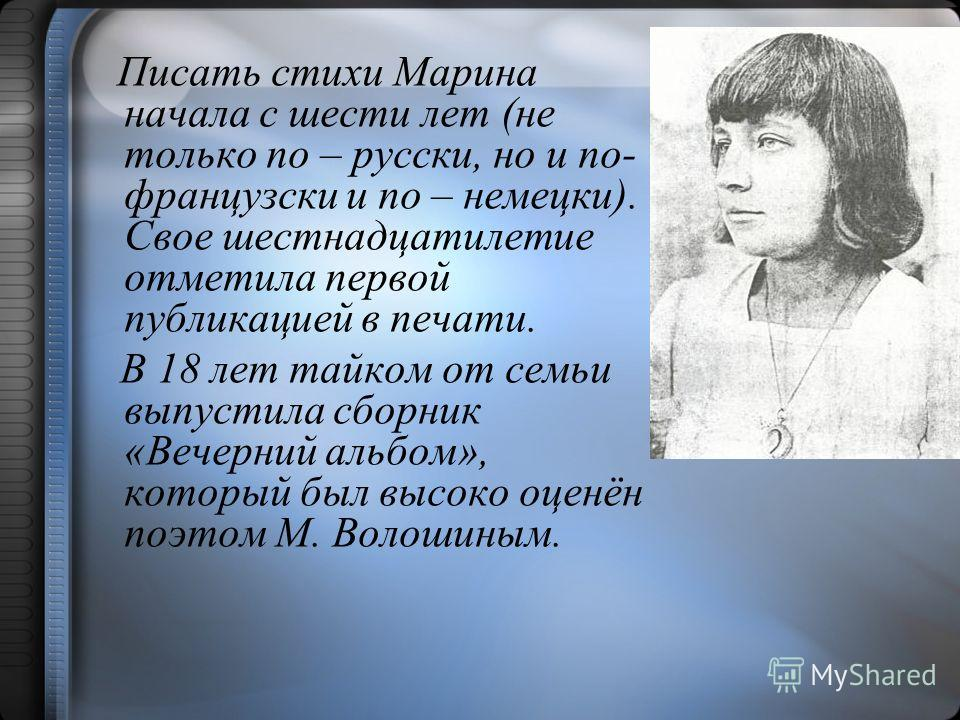 Писать стихи Марина
начала с шести лет (не
только по – русски, но и по-
французски и по – немецки).
Свое шестнадцатилетие
отметила первой
публикацией в печати.
В 18 лет тайком от семьи
выпустила сборник
«Вечерний альбом»,
который был высоко оценён
поэтом М. Волошиным.
MyShared